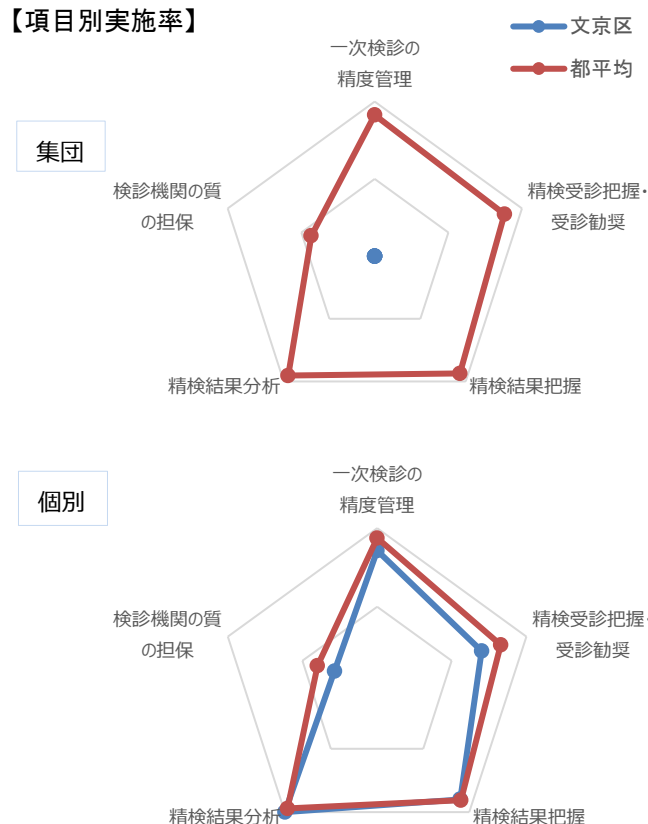 【項目別実施率】
文京区
都平均
集団
一次検診の
精度管理
精検受診把握・
受診勧奨
精検結果把握
精検結果分析
検診機関の質
の担保
個別
一次検診の
精度管理
精検受診把握・
受診勧奨
精検結果把握
精検結果分析
検診機関の質
の担保